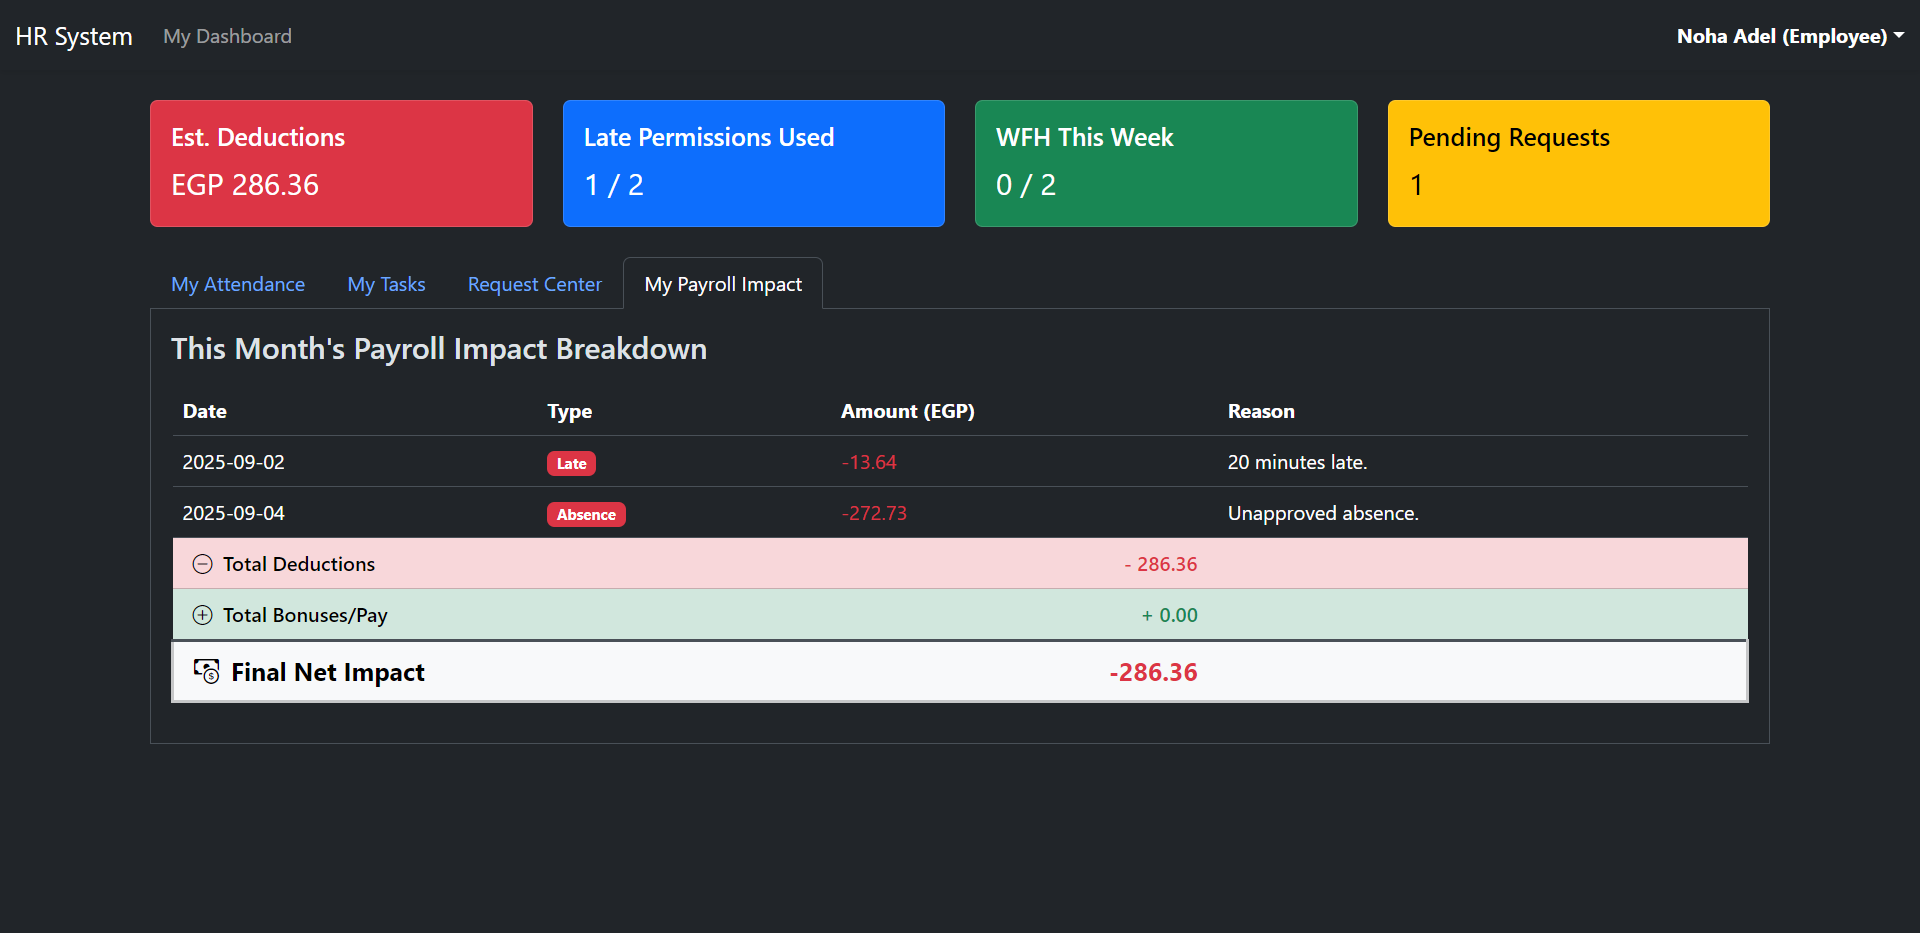 HR System My Dashboard Noha Adel (Employee)
Est. Deductions
EGP 286.36
Late Permissions Used
1 / 2
WFH This Week
0 / 2
Pending Requests
1
My Attendance My Tasks Request Center My Payroll Impact
This Month's Payroll Impact Breakdown
Date Type Amount (EGP) Reason
2025-09-02 Late -13.64 20 minutes late.
2025-09-04 Absence -272.73 Unapproved absence.
Total Deductions - 286.36
Total Bonuses/Pay + 0.00
Final Net Impact -286.36